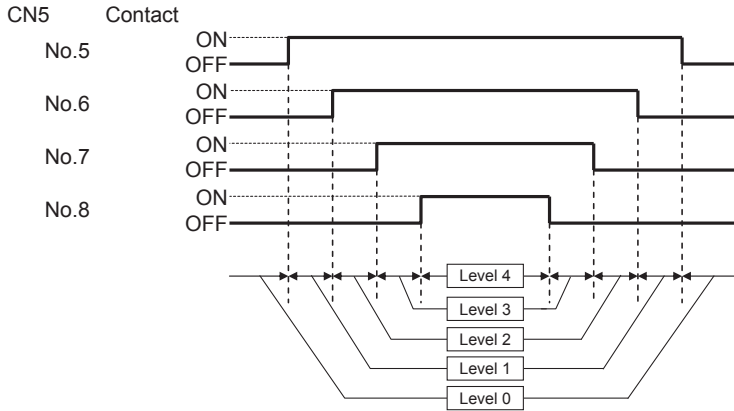 CN5 Contact
No.5 ON
OFF
No.6 ON
OFF
No.7 ON
OFF
No.8 ON
OFF
Level 4
Level 3
Level 2
Level 1
Level 0